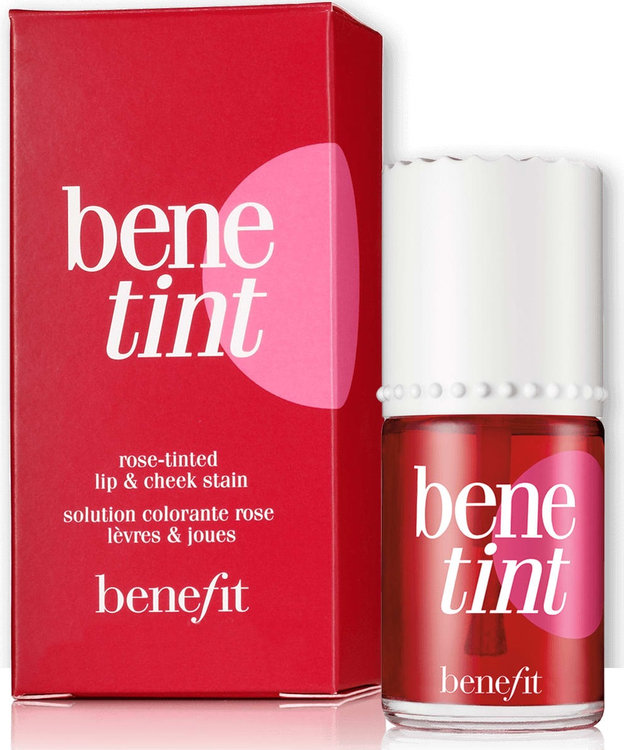 bene
tint
rose-tinted
lip & cheek stain
solution colorante rose
lèvres & joues
benefit
bene
tint
benefit